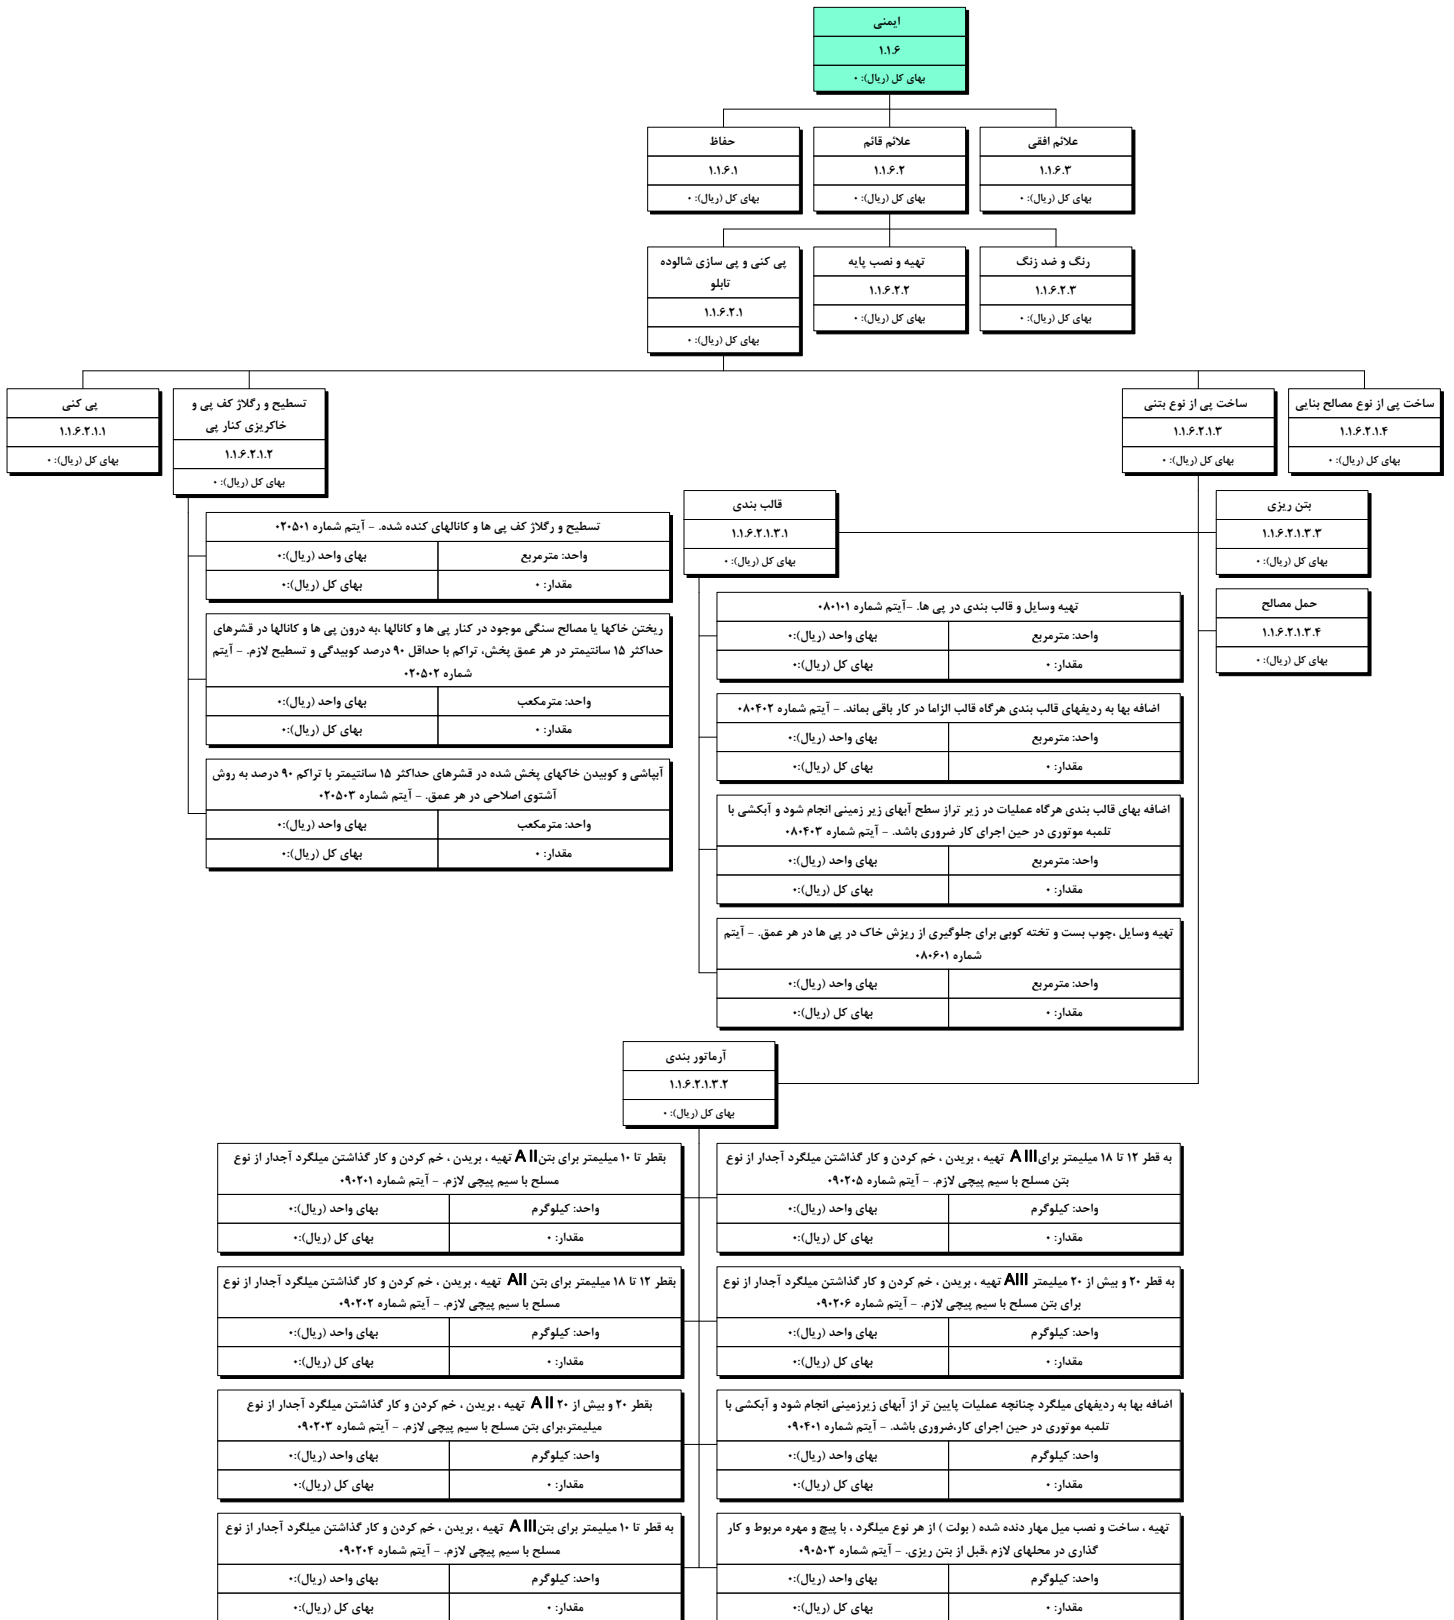 ایمنی
۱.۱.۶
بهای کل (ریال): ۰
حفاظ
۱.۱.۶.۱
بهای کل (ریال): ۰
علائم قائم
۱.۱.۶.۲
بهای کل (ریال): ۰
علائم افقی
۱.۱.۶.۳
بهای کل (ریال): ۰
پی کنی و پی سازی شالوده
تابلو
۱.۱.۶.۲.۱
بهای کل (ریال): ۰
تهیه و نصب پایه
۱.۱.۶.۲.۲
بهای کل (ریال): ۰
رنگ و ضد زنگ
۱.۱.۶.۲.۳
بهای کل (ریال): ۰
پی کنی
۱.۱.۶.۲.۱.۱
بهای کل (ریال): ۰
تسطیح و رگلاژ کف پی و
خاکریزی کنار پی
۱.۱.۶.۲.۱.۲
بهای کل (ریال): ۰
ساخت پی از نوع بتنی
۱.۱.۶.۲.۱.۳
بهای کل (ریال): ۰
ساخت پی از نوع مصالح بنایی
۱.۱.۶.۲.۱.۴
بهای کل (ریال): ۰
تسطیح و رگلاژ کف پی ها و کانالهای کنده شده. - آیتم شماره ۰۲۰۵۰۱
واحد: مترمربع
بهای واحد (ریال):۰
مقدار: ۰
بهای کل (ریال):۰
ریختن خاکها یا مصالح سنگی موجود در کنار پی ها و کانالها ،به درون پی ها و کانالها در قشرهای
حداکثر ۱۵ سانتیمتر در هر عمق پخش، تراکم با حداقل ۹۰ درصد کوبیدگی و تسطیح لازم. - آیتم
شماره ۰۲۰۵۰۲
واحد: مترمکعب
بهای واحد (ریال):۰
مقدار: ۰
بهای کل (ریال):۰
آبپاشی و کوبیدن خاکهای پخش شده در قشرهای حداکثر ۱۵ سانتیمتر با تراکم ۹۰ درصد به روش
آشتوی اصلاحی در هر عمق. - آیتم شماره ۰۲۰۵۰۳
واحد: مترمکعب
بهای واحد (ریال):۰
مقدار: ۰
بهای کل (ریال):۰
قالب بندی
۱.۱.۶.۲.۱.۳.۱
بهای کل (ریال): ۰
بتن ریزی
۱.۱.۶.۲.۱.۳.۳
بهای کل (ریال): ۰
حمل مصالح
۱.۱.۶.۲.۱.۳.۴
بهای کل (ریال): ۰
تهیه وسایل و قالب بندی در پی ها. -آیتم شماره ۰۸۰۱۰۱
واحد: مترمربع
بهای واحد (ریال):۰
مقدار: ۰
بهای کل (ریال):۰
اضافه بها به ردیفهای قالب بندی هرگاه قالب الزاما در کار باقی بماند. - آیتم شماره ۰۸۰۴۰۲
واحد: مترمربع
بهای واحد (ریال):۰
مقدار: ۰
بهای کل (ریال):۰
اضافه بهای قالب بندی هرگاه عملیات در زیر تراز سطح آبهای زیر زمینی انجام شود و آبکشی با
تلمبه موتوری در حین اجرای کار ضروری باشد. - آیتم شماره ۰۸۰۴۰۳
واحد: مترمربع
بهای واحد (ریال):۰
مقدار: ۰
بهای کل (ریال):۰
تهیه وسایل ،چوب بست و تخته کوبی برای جلوگیری از ریزش خاک در پی ها در هر عمق. - آیتم
شماره ۰۸۰۶۰۱
واحد: مترمربع
بهای واحد (ریال):۰
مقدار: ۰
بهای کل (ریال):۰
آرماتور بندی
۱.۱.۶.۲.۱.۳.۲
بهای کل (ریال): ۰
بقطر تا ۱۰ میلیمتر برای بتن A II تهیه ، بریدن ، خم کردن و کار گذاشتن میلگرد آجدار از نوع
مسلح با سیم پیچی لازم. - آیتم شماره ۰۹۰۲۰۱
واحد: کیلوگرم
بهای واحد (ریال):۰
مقدار: ۰
بهای کل (ریال):۰
به قطر ۱۲ تا ۱۸ میلیمتر برای A III تهیه ، بریدن ، خم کردن و کار گذاشتن میلگرد آجدار از نوع
بتن مسلح با سیم پیچی لازم. - آیتم شماره ۰۹۰۲۰۵
واحد: کیلوگرم
بهای واحد (ریال):۰
مقدار: ۰
بهای کل (ریال):۰
بقطر ۱۲ تا ۱۸ میلیمتر برای بتن AII تهیه ، بریدن ، خم کردن و کار گذاشتن میلگرد آجدار از نوع
مسلح با سیم پیچی لازم. - آیتم شماره ۰۹۰۲۰۲
واحد: کیلوگرم
بهای واحد (ریال):۰
مقدار: ۰
بهای کل (ریال):۰
به قطر ۲۰ و بیش از ۲۰ میلیمتر AIII تهیه ، بریدن ، خم کردن و کار گذاشتن میلگرد آجدار از نوع
برای بتن مسلح با سیم پیچی لازم. - آیتم شماره ۰۹۰۲۰۶
واحد: کیلوگرم
بهای واحد (ریال):۰
مقدار: ۰
بهای کل (ریال):۰
بقطر ۲۰ و بیش از ۲۰ A II تهیه ، بریدن ، خم کردن و کار گذاشتن میلگرد آجدار از نوع
میلیمتر،برای بتن مسلح با سیم پیچی لازم. - آیتم شماره ۰۹۰۲۰۳
واحد: کیلوگرم
بهای واحد (ریال):۰
مقدار: ۰
بهای کل (ریال):۰
اضافه بها به ردیفهای میلگرد چنانچه عملیات پایین تر از آبهای زیرزمینی انجام شود و آبکشی با
تلمبه موتوری در حین اجرای کار،ضروری باشد. - آیتم شماره ۰۹۰۴۰۱
واحد: کیلوگرم
بهای واحد (ریال):۰
مقدار: ۰
بهای کل (ریال):۰
به قطر تا ۱۰ میلیمتر برای بتن A III تهیه ، بریدن ، خم کردن و کار گذاشتن میلگرد آجدار از نوع
مسلح با سیم پیچی لازم. - آیتم شماره ۰۹۰۲۰۴
واحد: کیلوگرم
بهای واحد (ریال):۰
مقدار: ۰
بهای کل (ریال):۰
تهیه ، ساخت و نصب میل مهار دنده شده ( بولت ) از هر نوع میلگرد ، با پیچ و مهره مربوط و کار
گذاری در محلهای لازم ،قبل از بتن ریزی. - آیتم شماره ۰۹۰۵۰۳
واحد: کیلوگرم
بهای واحد (ریال):۰
مقدار: ۰
بهای کل (ریال):۰